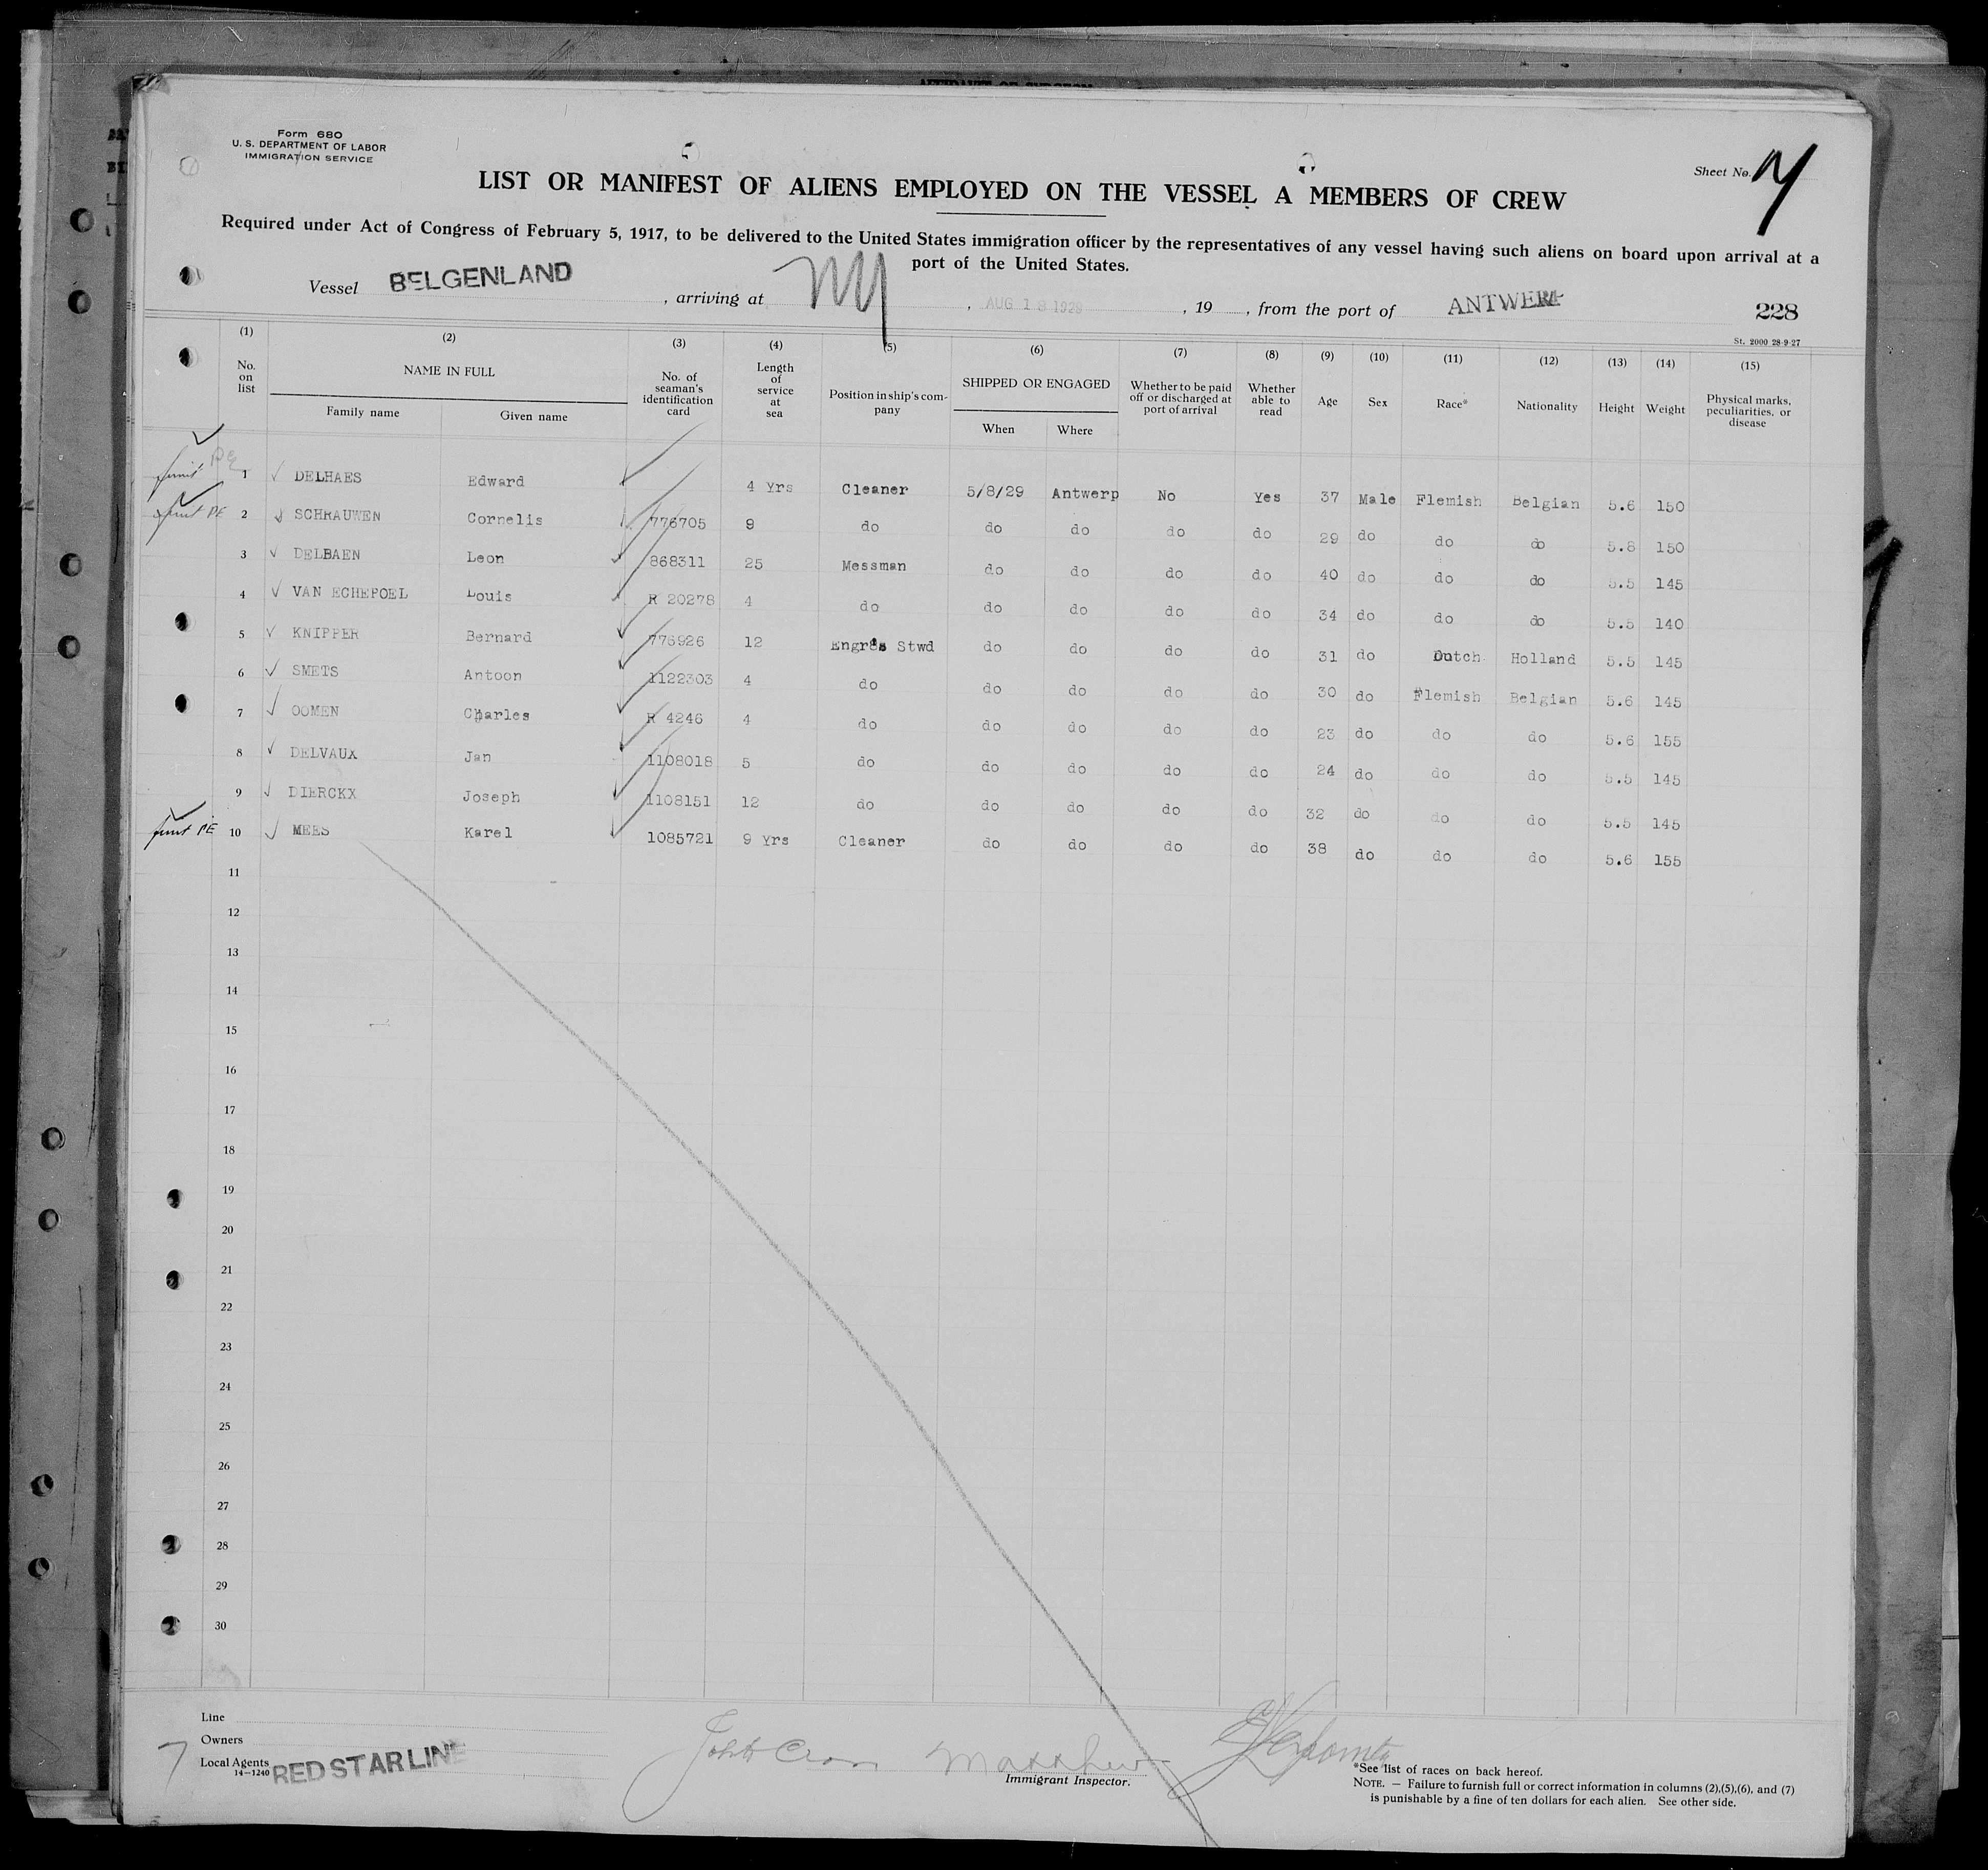 Form 680
U. S. DEPARTMENT OF LABOR
IMMIGRATION SERVICE
Sheet No.
LIST OR MANIFEST OF ALIENS EMPLOYED ON THE VESSEL A MEMBERS OF CREW
Required under Act of Congress of February 5, 1917, to be delivered to the United States immigration officer by the representatives of any vessel having such aliens on board upon arrival at a
port of the United States.
Vessel BELGENLAND, arriving at NY, AUG 18 1929, 19, from the port of ANTWERP 228
St. 2000 28-9-27
(1) (2) (3) (4) (5) (6) (7) (8) (9) (10) (11) (12) (13) (14) (15)
No. on list NAME IN FULL Family name Given name No. of seaman's identification card Length of service at sea Position in ship's company SHIPPED OR ENGAGED When Where Whether to be paid off or discharged at port of arrival Whether able to read Age Sex Race* Nationality Height Weight Physical marks, peculiarities, or disease
1 DELHAES Edward 4 Yrs Cleaner 5/8/29 Antwerp No Yes 37 Male Flemish Belgian 5.6 150
PE 2 SCHRAUWEN Cornelis 776705 9 do do do do do 29 do do do 5.8 150
3 DELBAEN Leon 868311 25 Messman do do do do 40 do do do 5.5 145
4 VAN ECHEPOEL Louis R 20278 4 do do do do do 34 do do do 5.5 140
5 KNIPPER Bernard 776926 12 Engrs Stwd do do do do 31 do Dutch Holland 5.5 145
6 SMETS Antoon 1122303 4 do do do do do 30 do Flemish Belgian 5.6 145
7 OOMEN Charles R 4246 4 do do do do do 23 do do do 5.6 155
8 DELVAUX Jan 1108018 5 do do do do do 24 do do do 5.5 145
9 DIERCKX Joseph 1108151 12 do do do do do 32 do do do 5.5 145
PE 10 MEES Karel 1085721 9 Yrs Cleaner do do do do 38 do do do 5.6 155
11
12
13
14
15
16
17
18
19
20
21
22
23
24
25
26
27
28
29
30
Line
Owners
Local Agents RED STAR LINE
14-1240
7
Matthew
Immigrant Inspector.
*See list of races on back hereof.
NOTE. — Failure to furnish full or correct information in columns (2),(5),(6), and (7)
is punishable by a fine of ten dollars for each alien. See other side.